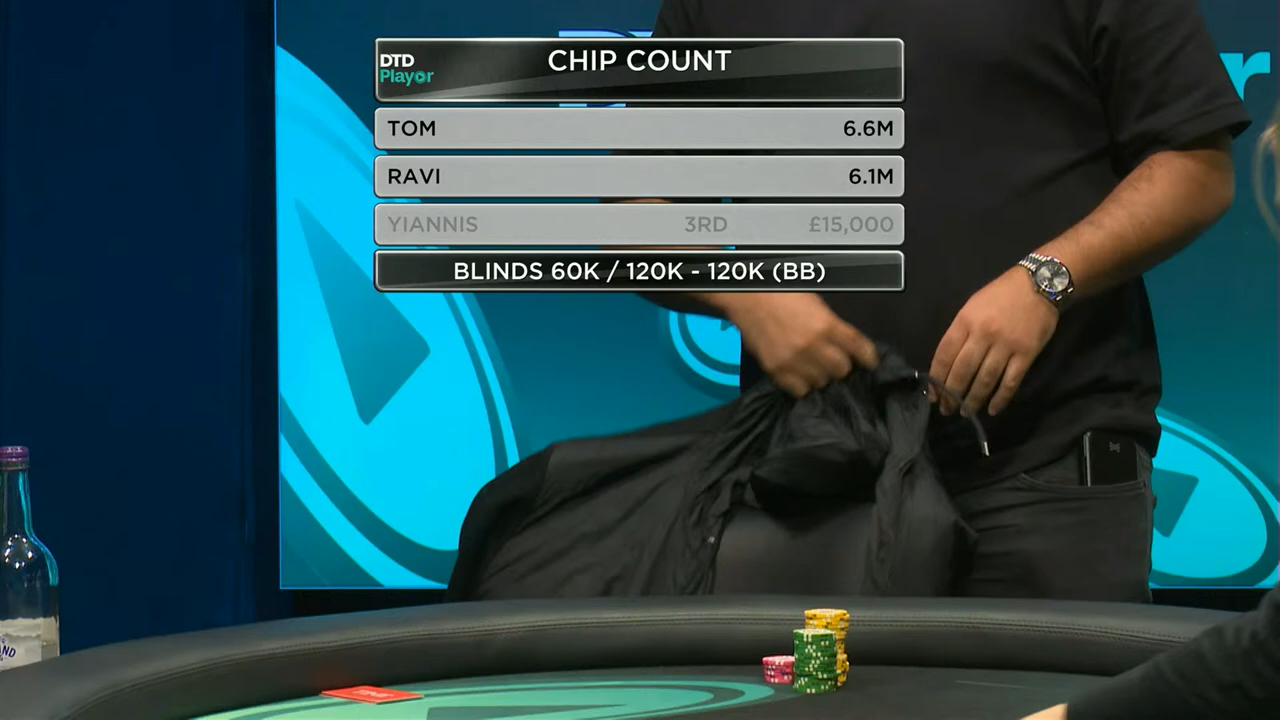 DTD
Player
CHIP COUNT
TOM 6.6M
RAVI 6.1M
YIANNIS 3RD £15,000
BLINDS 60K / 120K - 120K (BB)
r
TIME